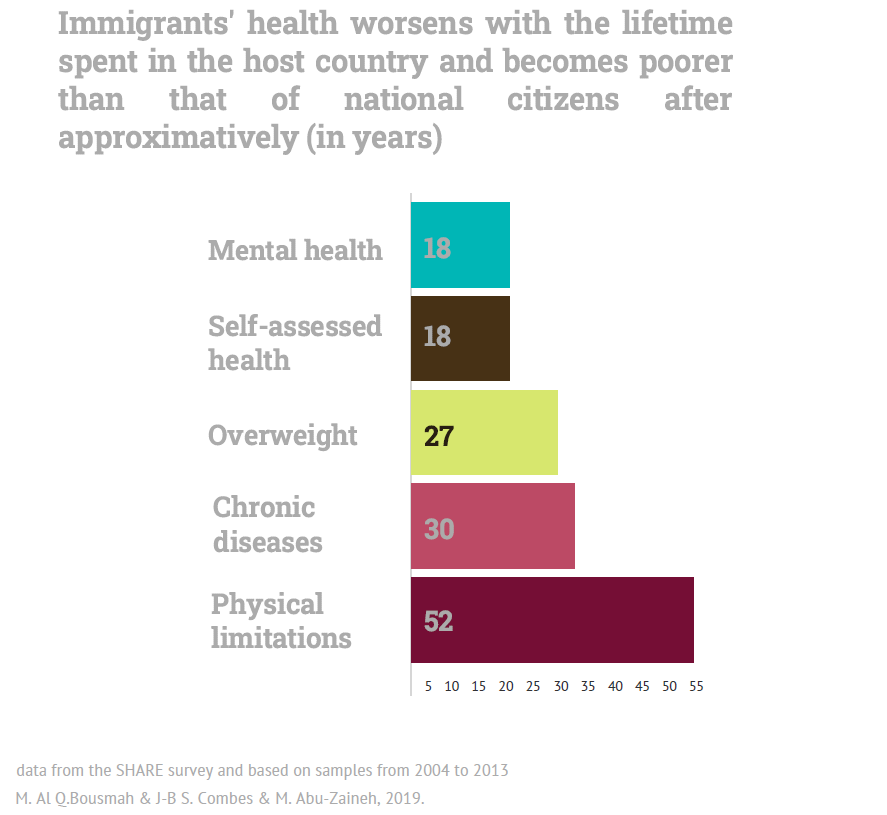 Immigrants' health worsens with the lifetime
spent in the host country and becomes poorer
than that of national citizens after
approximatively (in years)
Mental health
18
Self-assessed
health
18
Overweight
27
Chronic
diseases
30
Physical
limitations
52
5 10 15 20 25 30 35 40 45 50 55
data from the SHARE survey and based on samples from 2004 to 2013
M. Al Q.Bousmah & J-B S. Combes & M. Abu-Zaineh, 2019.